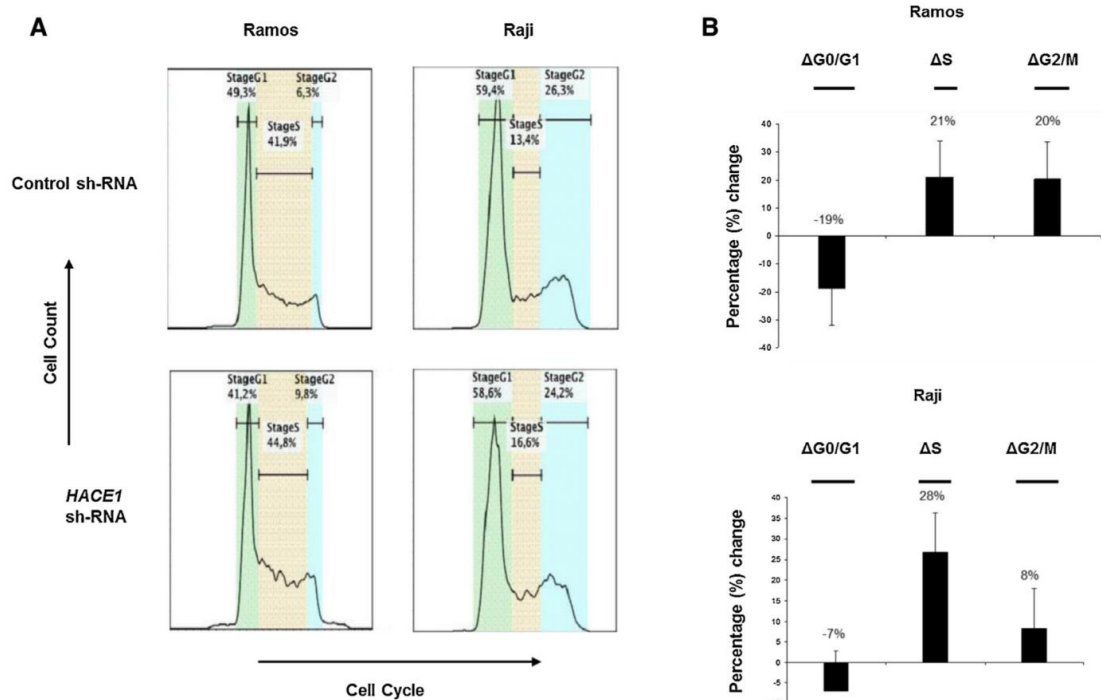 A
Ramos
Raji
Control sh-RNA
StageG1
49,3%
StageG2
6,3%
StageS
41,9%
StageG1
59,4%
StageG2
26,3%
StageS
13,4%
Cell Count
HACE1
sh-RNA
StageG1
41,2%
StageG2
9,8%
StageS
44,8%
StageG1
58,6%
StageG2
24,2%
StageS
16,6%
Cell Cycle
B
Ramos
ΔG0/G1
ΔS
ΔG2/M
Percentage (%) change
40
30
20
10
0
-10
-20
-30
-40
-19%
21%
20%
Raji
ΔG0/G1
ΔS
ΔG2/M
Percentage (%) change
40
35
30
25
20
15
10
5
0
-5
-7%
28%
8%